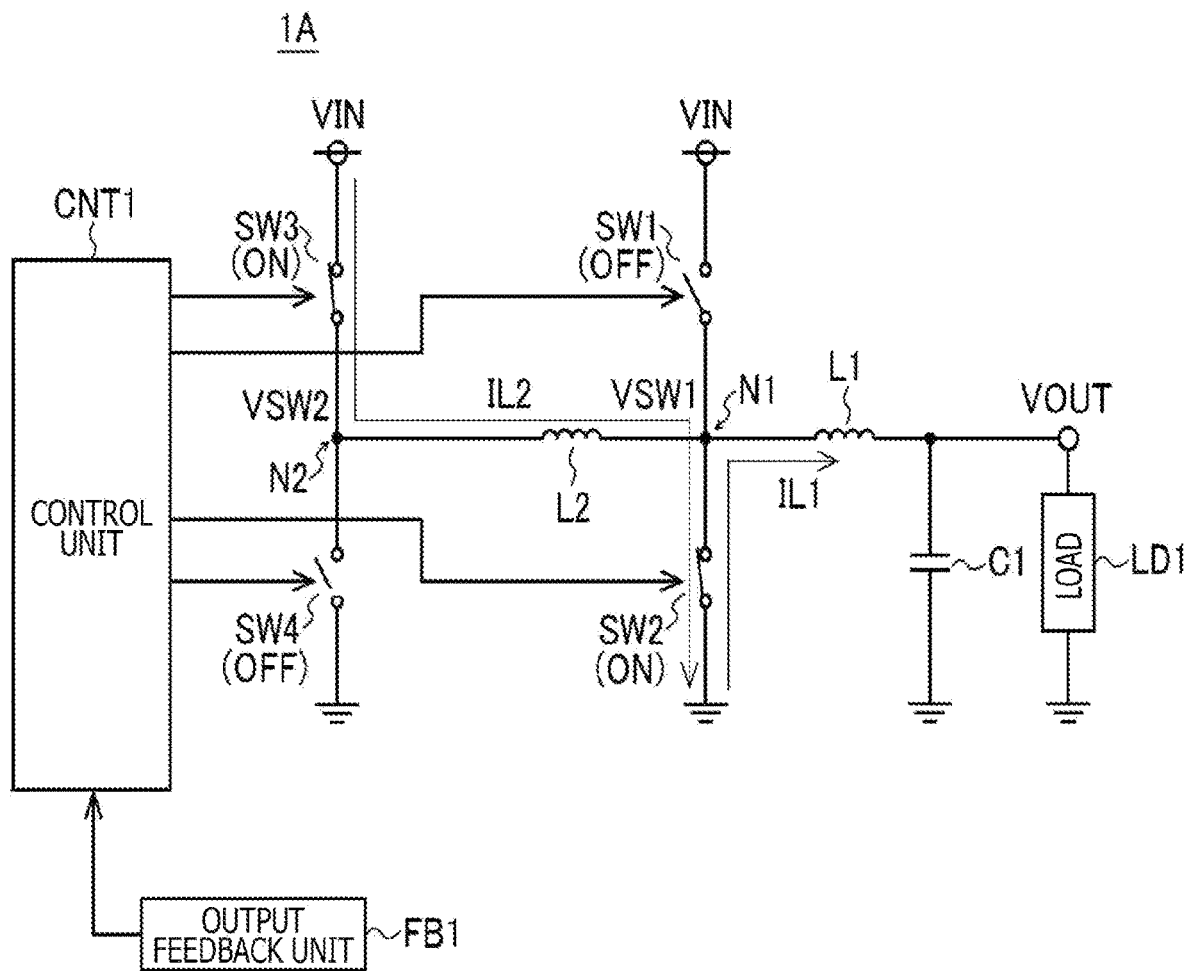 1A
VIN
VIN
CNT1
SW3
(ON)
SW1
(OFF)
L1
VSW2
IL2
VSW1
N1
VOUT
N2
L2
IL1
CONTROL
UNIT
C1
LOAD
LD1
SW4
(OFF)
SW2
(ON)
OUTPUT
FEEDBACK UNIT
FB1